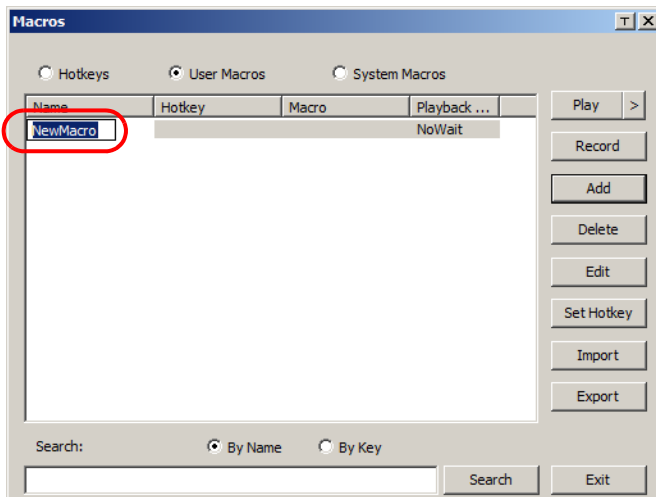 Macros
T X
Hotkeys User Macros System Macros
Name Hotkey Macro Playback ...
NewMacro NoWait
Play >
Record
Add
Delete
Edit
Set Hotkey
Import
Export
Search: By Name By Key
Search Exit